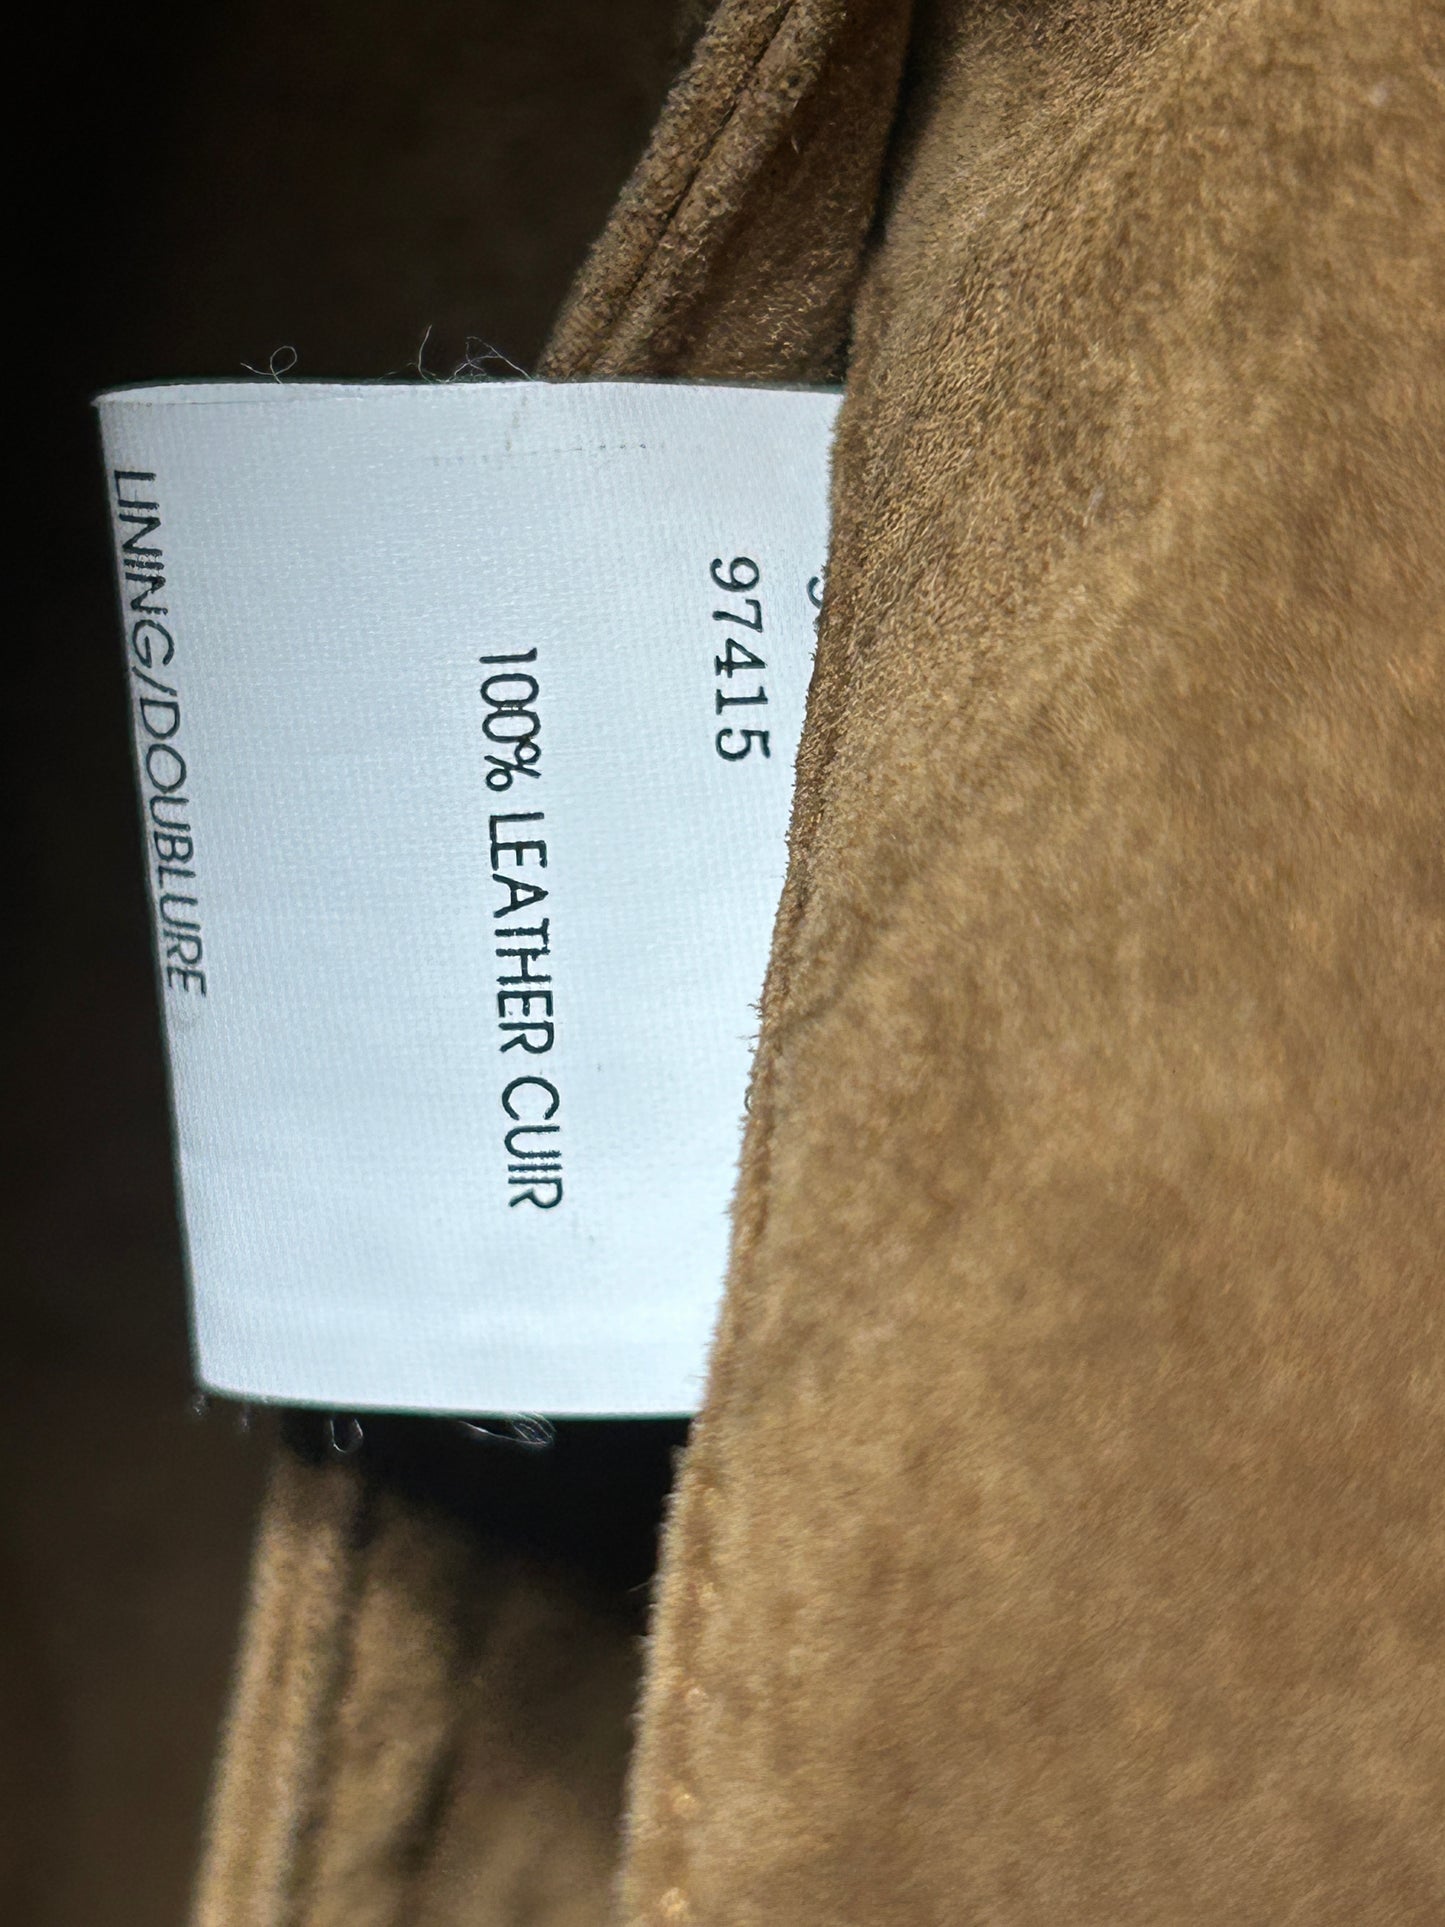 97415
100% LEATHER CUIR
LINING/DOUBLURE